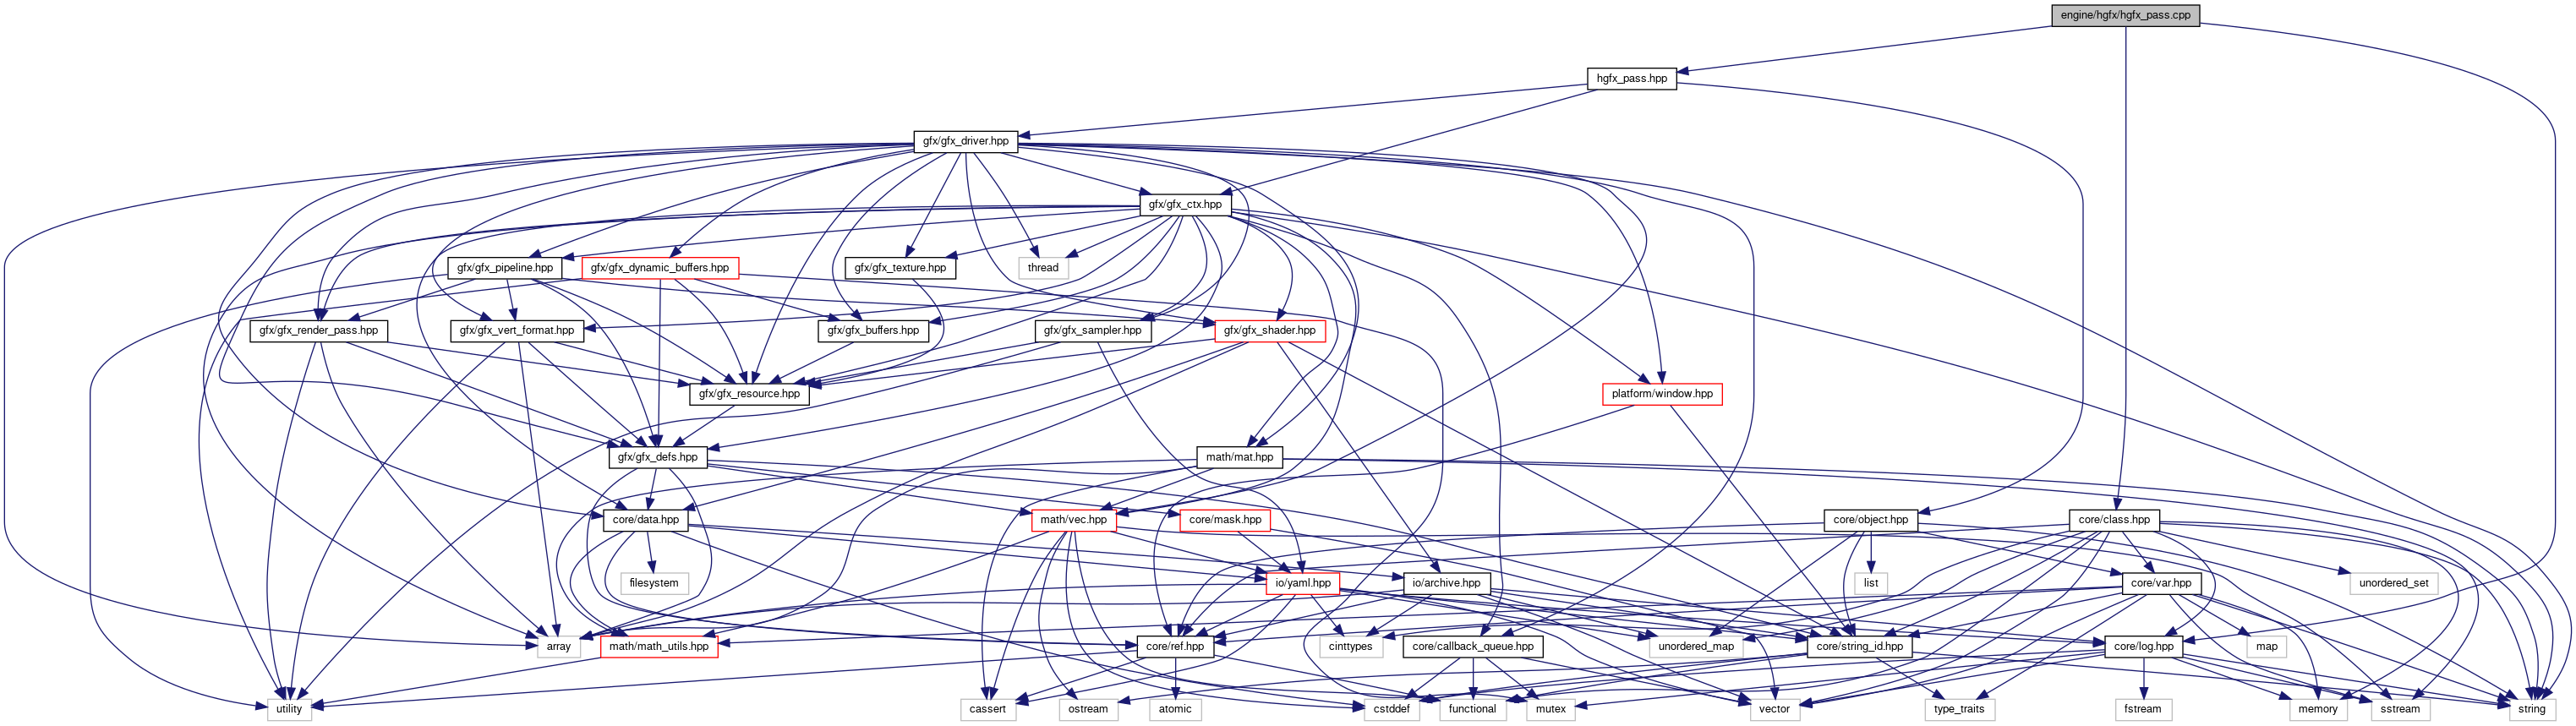 engine/hgfx/hgfx_pass.cpp
hgfx_pass.hpp
gfx/gfx_driver.hpp
gfx/gfx_ctx.hpp
gfx/gfx_pipeline.hpp
gfx/gfx_dynamic_buffers.hpp
gfx/gfx_texture.hpp
thread
gfx/gfx_render_pass.hpp
gfx/gfx_vert_format.hpp
gfx/gfx_buffers.hpp
gfx/gfx_sampler.hpp
gfx/gfx_shader.hpp
gfx/gfx_resource.hpp
platform/window.hpp
gfx/gfx_defs.hpp
math/mat.hpp
core/data.hpp
math/vec.hpp
core/mask.hpp
core/object.hpp
core/class.hpp
filesystem
io/yaml.hpp
io/archive.hpp
list
core/var.hpp
unordered_set
array
math/math_utils.hpp
core/ref.hpp
cinttypes
core/callback_queue.hpp
unordered_map
core/string_id.hpp
core/log.hpp
map
utility
cassert
ostream
atomic
cstddef
functional
mutex
vector
type_traits
fstream
memory
sstream
string